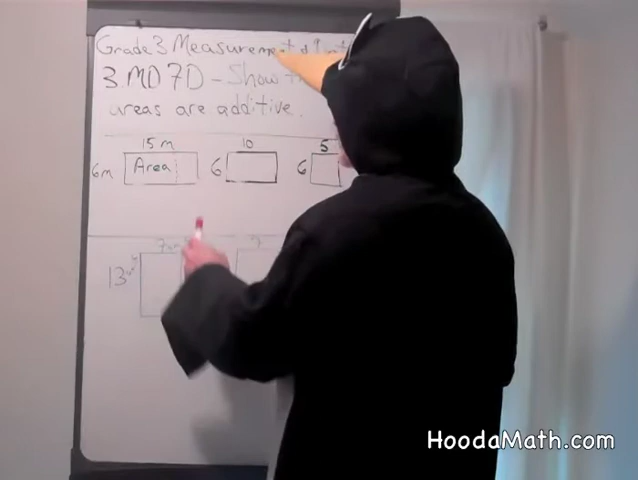 Grade 3 Measurement
3.MD 7D - Show
areas are additive.
15 m 10 5
6m Area 6 6
13
HoodaMath.com